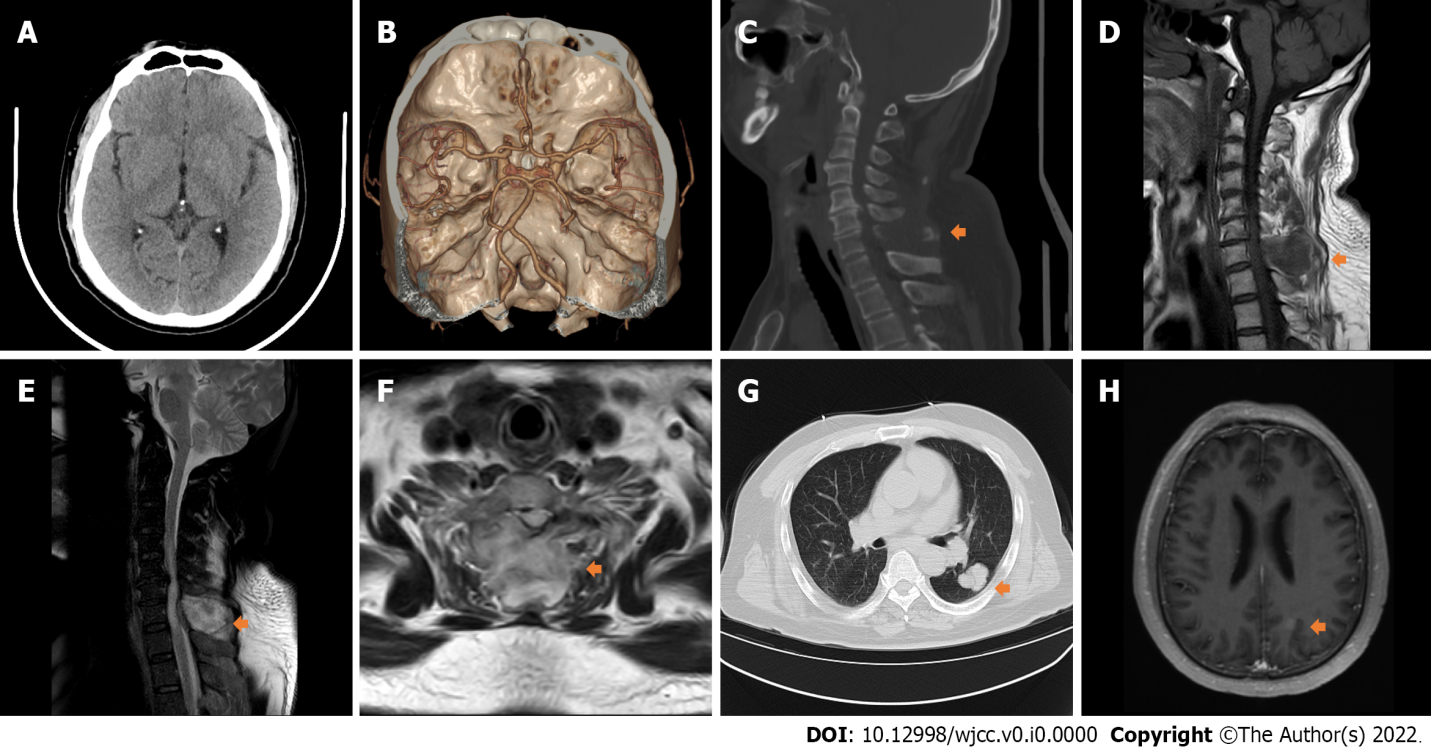 A
B
C
D
E
F
G
H
DOI: 10.12998/wjcc.v0.i0.0000 Copyright ©The Author(s) 2022.